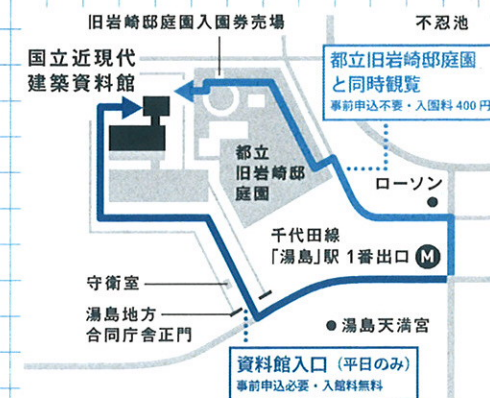 旧岩崎邸庭園入園券売場
不忍池
国立近現代
建築資料館
都立旧岩崎邸庭園
と同時観覧
事前申込不要・入園料 400 円
都立
旧岩崎邸
庭園
ローソン
千代田線
「湯島」駅 1番出口 M
守衛室
湯島地方
合同庁舎正門
湯島天満宮
資料館入口（平日のみ）
事前申込必要・入館料無料